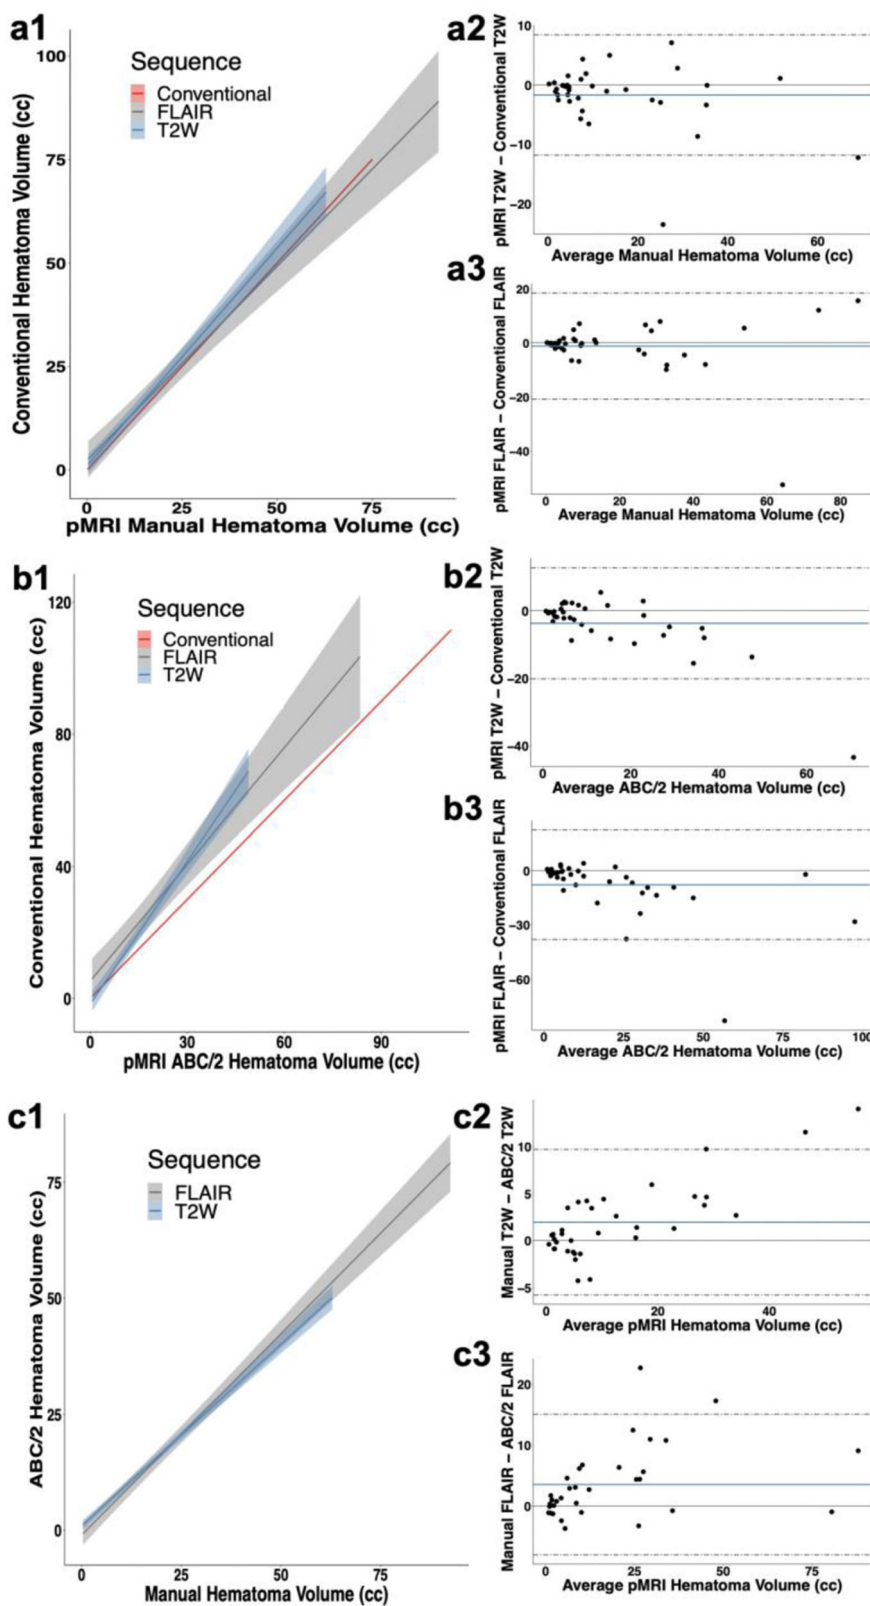 a1
Conventional Hematoma Volume (cc)
100
75
50
25
0
Sequence
Conventional
FLAIR
T2W
0 25 50 75
pMRI Manual Hematoma Volume (cc)
a2
pMRI T2W – Conventional T2W
10
0
−10
−20
0 20 40 60
Average Manual Hematoma Volume (cc)
a3
pMRI FLAIR – Conventional FLAIR
20
0
−20
−40
0 20 40 60 80
Average Manual Hematoma Volume (cc)
b1
Conventional Hematoma Volume (cc)
120
80
40
0
Sequence
Conventional
FLAIR
T2W
0 30 60 90
pMRI ABC/2 Hematoma Volume (cc)
b2
pMRI T2W – Conventional T2W
0
−20
−40
0 20 40 60
Average ABC/2 Hematoma Volume (cc)
b3
pMRI FLAIR – Conventional FLAIR
0
−30
−60
0 25 50 75 100
Average ABC/2 Hematoma Volume (cc)
c1
ABC/2 Hematoma Volume (cc)
75
50
25
0
Sequence
FLAIR
T2W
0 25 50 75
Manual Hematoma Volume (cc)
c2
Manual T2W – ABC/2 T2W
10
5
0
−5
0 20 40
Average pMRI Hematoma Volume (cc)
c3
Manual FLAIR – ABC/2 FLAIR
20
10
0
0 25 50 75
Average pMRI Hematoma Volume (cc)